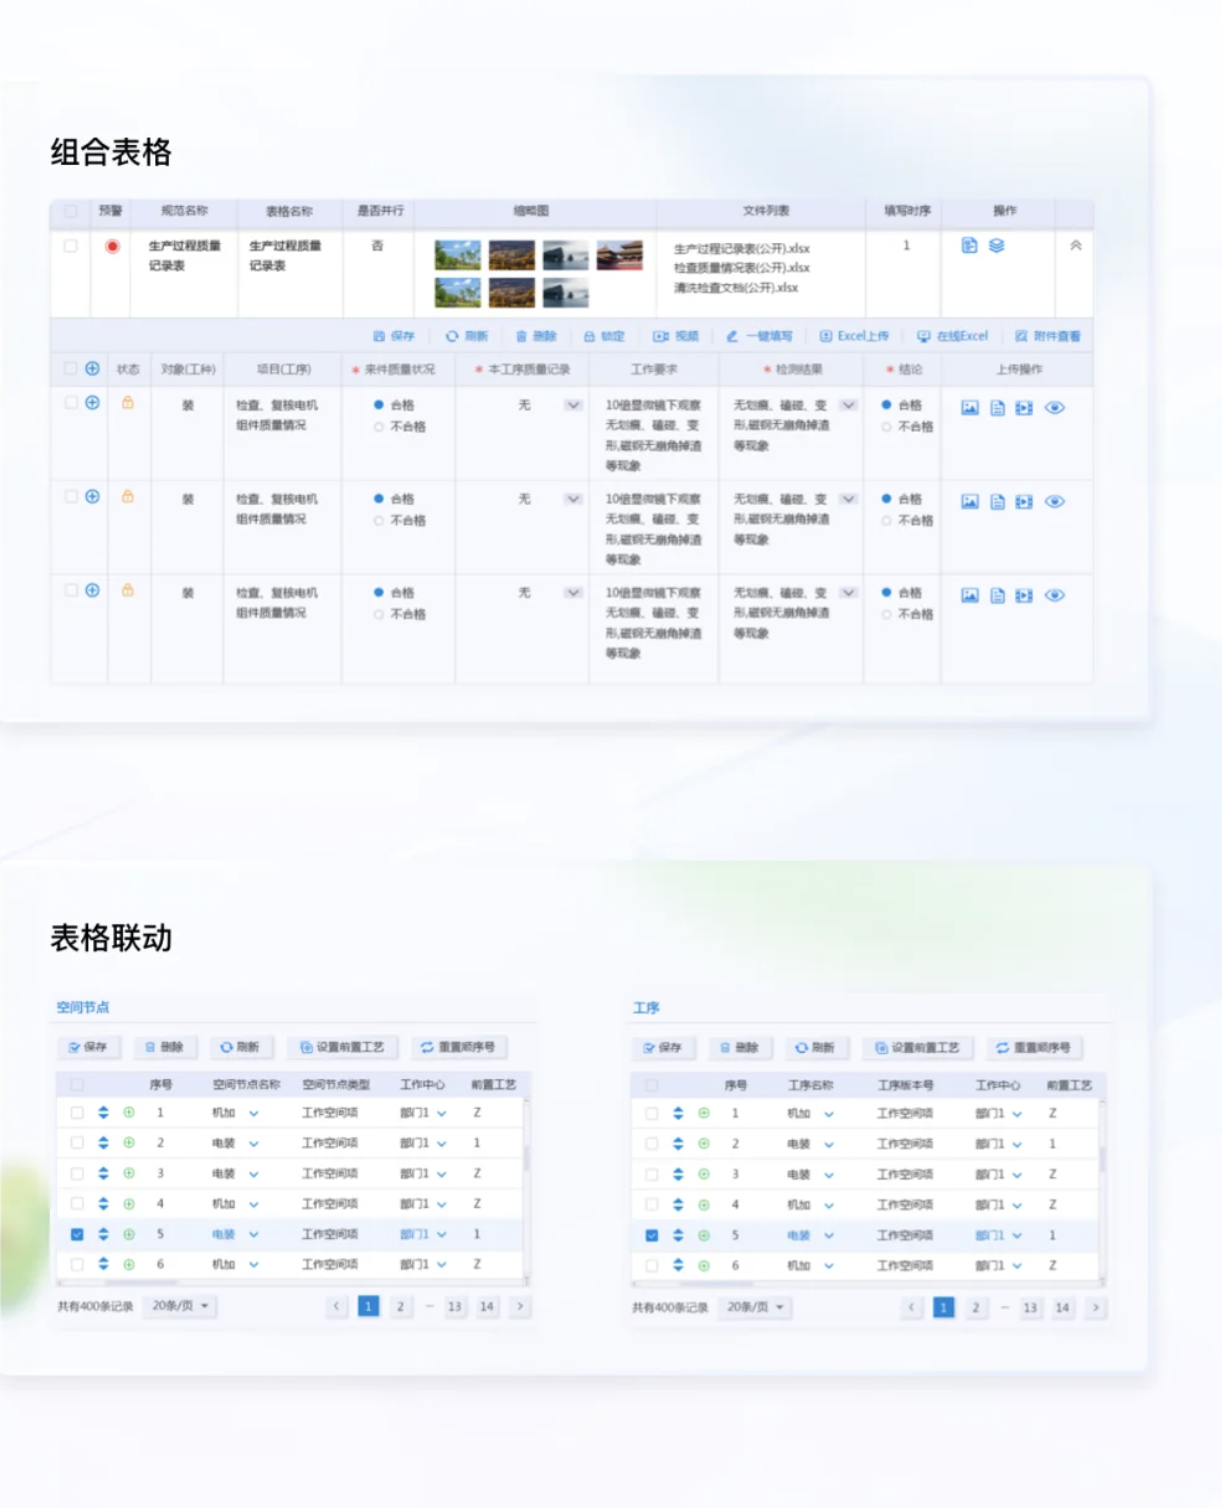 组合表格
预警 规范名称 表格名称 是否并行 缩略图 文件列表 填写时序 操作
生产过程质量 生产过程质量 否 生产过程记录表(公开).xlsx 1
记录表 记录表 检查质量情况表(公开).xlsx
清洗检查文档(公开).xlsx
保存 刷新 删除 锁定 视频 一键填写 Excel上传 在线Excel 附件查看
状态 对象(工种) 项目(工序) * 来件质量状况 * 本工序质量记录 工作要求 * 检测结果 * 结论 上传操作
装 检查、复核电机 合格 无 10倍显微镜下观察 无划痕、磕碰、变 合格
组件质量情况 不合格 无划痕、磕碰、变 形,磁钢无崩角掉渣 不合格
形,磁钢无崩角掉渣 等现象
等现象
装 检查、复核电机 合格 无 10倍显微镜下观察 无划痕、磕碰、变 合格
组件质量情况 不合格 无划痕、磕碰、变 形,磁钢无崩角掉渣 不合格
形,磁钢无崩角掉渣 等现象
等现象
装 检查、复核电机 合格 无 10倍显微镜下观察 无划痕、磕碰、变 合格
组件质量情况 不合格 无划痕、磕碰、变 形,磁钢无崩角掉渣 不合格
形,磁钢无崩角掉渣 等现象
等现象
表格联动
空间节点
保存 删除 刷新 设置前置工艺 重置顺序号
序号 空间节点名称 空间节点类型 工作中心 前置工艺
1 机加 工作空间项 部门1 Z
2 电装 工作空间项 部门1 1
3 电装 工作空间项 部门1 Z
4 机加 工作空间项 部门1 Z
5 电装 工作空间项 部门1 1
6 机加 工作空间项 部门1 Z
共有400条记录 20条/页 < 1 2 – 13 14 >
工序
保存 删除 刷新 设置前置工艺 重置顺序号
序号 工序名称 工序版本号 工作中心 前置工艺
1 机加 工作空间项 部门1 Z
2 电装 工作空间项 部门1 1
3 电装 工作空间项 部门1 Z
4 机加 工作空间项 部门1 Z
5 电装 工作空间项 部门1 1
6 机加 工作空间项 部门1 Z
共有400条记录 20条/页 < 1 2 – 13 14 >